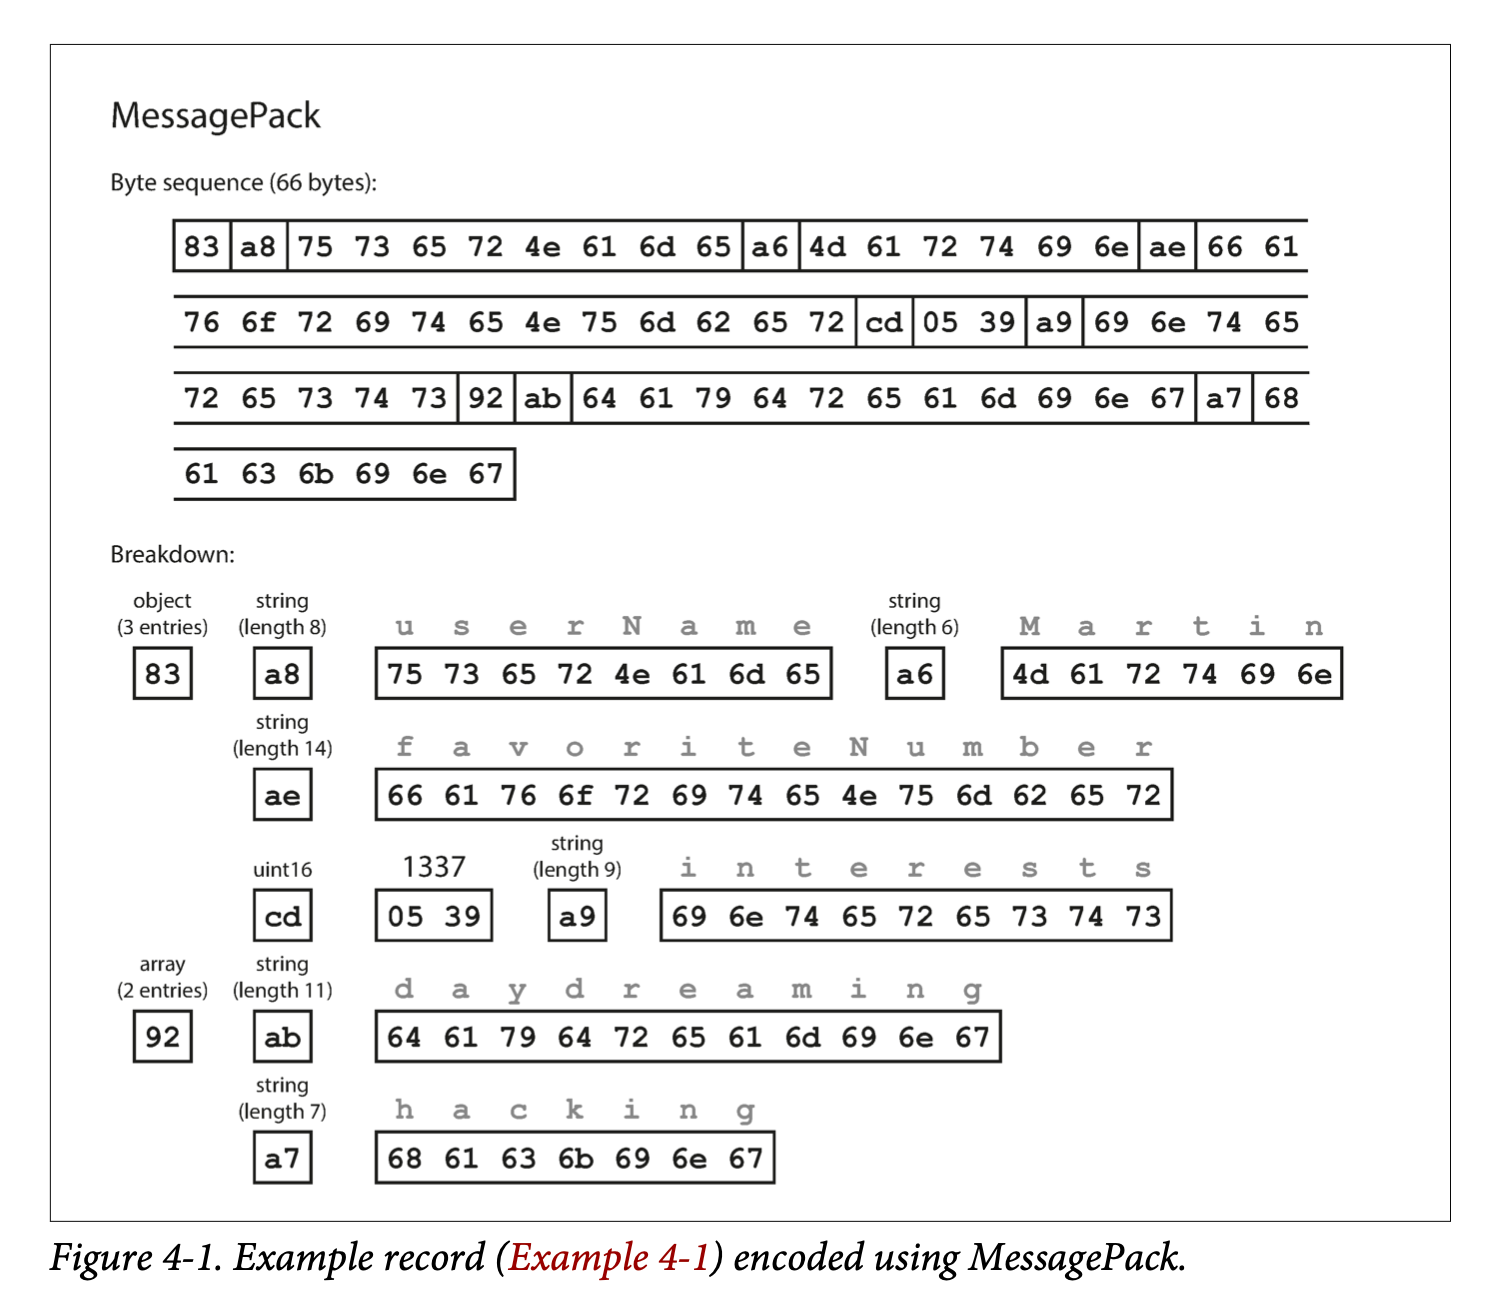 MessagePack
Byte sequence (66 bytes):
83 a8 75 73 65 72 4e 61 6d 65 a6 4d 61 72 74 69 6e ae 66 61
76 6f 72 69 74 65 4e 75 6d 62 65 72 cd 05 39 a9 69 6e 74 65
72 65 73 74 73 92 ab 64 61 79 64 72 65 61 6d 69 6e 67 a7 68
61 63 6b 69 6e 67
Breakdown:
object string string
(3 entries) (length 8) u s e r N a m e (length 6) M a r t i n
83 a8 75 73 65 72 4e 61 6d 65 a6 4d 61 72 74 69 6e
string
(length 14) f a v o r i t e N u m b e r
ae 66 61 76 6f 72 69 74 65 4e 75 6d 62 65 72
string
uint16 1337 (length 9) i n t e r e s t s
cd 05 39 a9 69 6e 74 65 72 65 73 74 73
array string
(2 entries) (length 11) d a y d r e a m i n g
92 ab 64 61 79 64 72 65 61 6d 69 6e 67
string
(length 7) h a c k i n g
a7 68 61 63 6b 69 6e 67
Figure 4-1. Example record (Example 4-1) encoded using MessagePack.